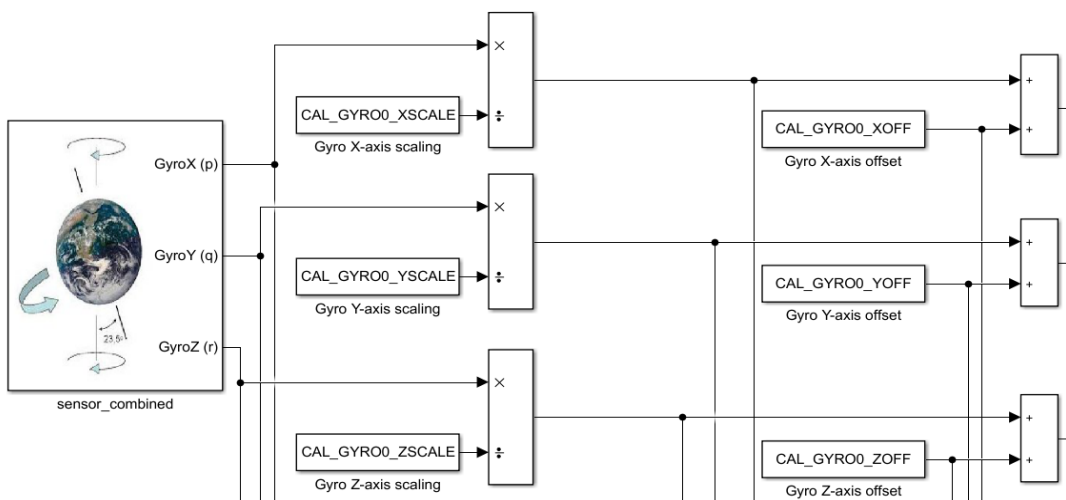 ×
CAL_GYRO0_XSCALE
÷
Gyro X-axis scaling
+
CAL_GYRO0_XOFF
+
Gyro X-axis offset
GyroX (p)
×
GyroY (q)
CAL_GYRO0_YSCALE
÷
Gyro Y-axis scaling
+
CAL_GYRO0_YOFF
+
Gyro Y-axis offset
23,5°
GyroZ (r)
sensor_combined
×
CAL_GYRO0_ZSCALE
÷
Gyro Z-axis scaling
+
CAL_GYRO0_ZOFF
+
Gyro Z-axis offset